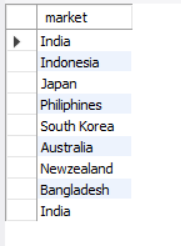 market
India
Indonesia
Japan
Philiphines
South Korea
Australia
Newzealand
Bangladesh
India